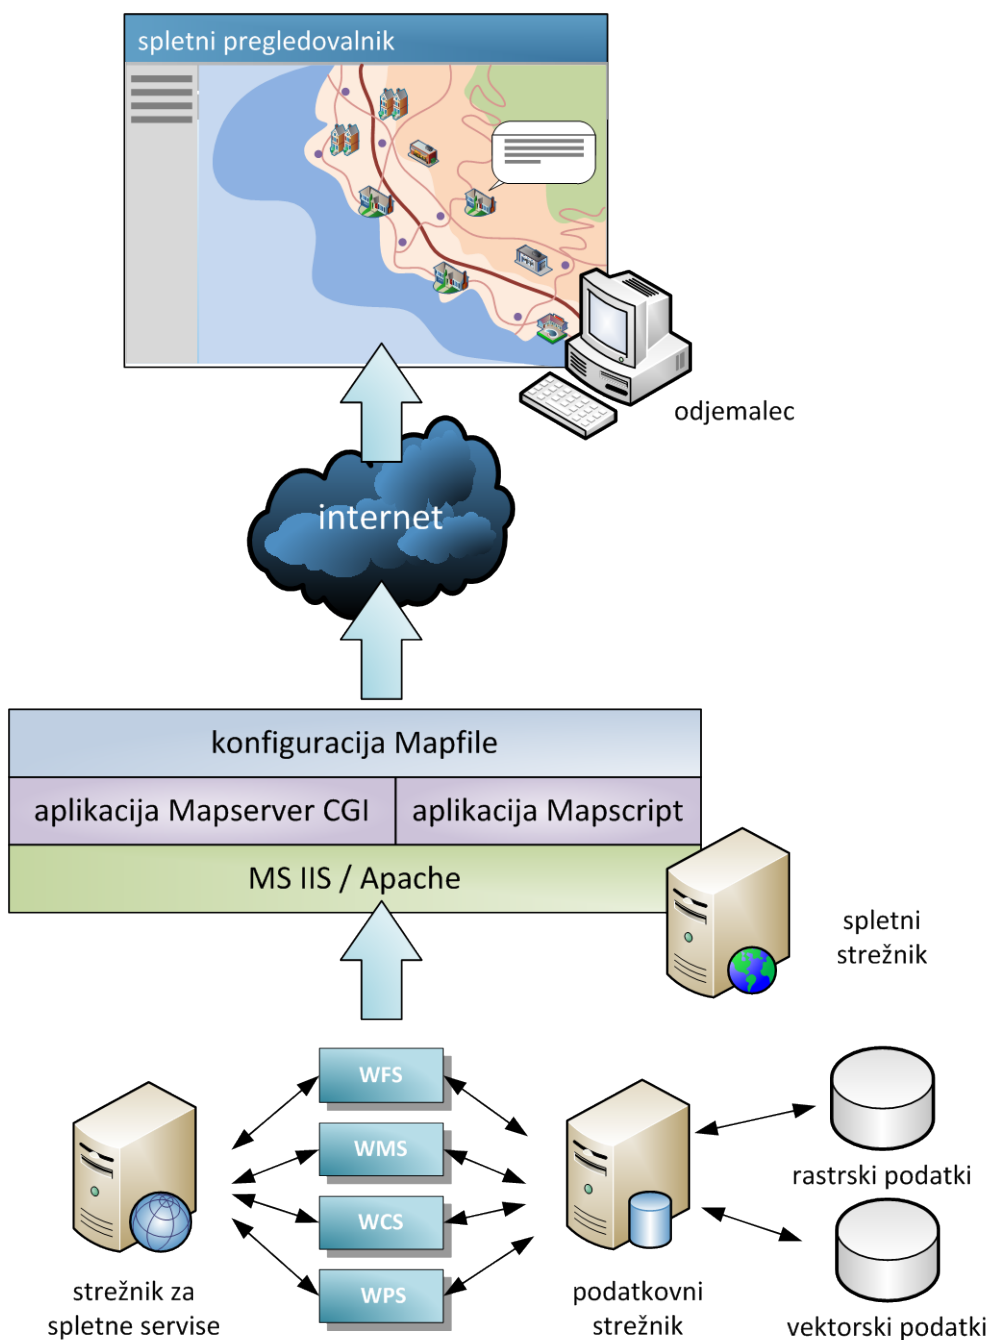 spletni pregledovalnik
odjemalec
internet
konfiguracija Mapfile
aplikacija Mapserver CGI
aplikacija Mapscript
MS IIS / Apache
spletni
strežnik
WFS
WMS
WCS
WPS
rastrski podatki
strežnik za
spletne servise
podatkovni
strežnik
vektorski podatki